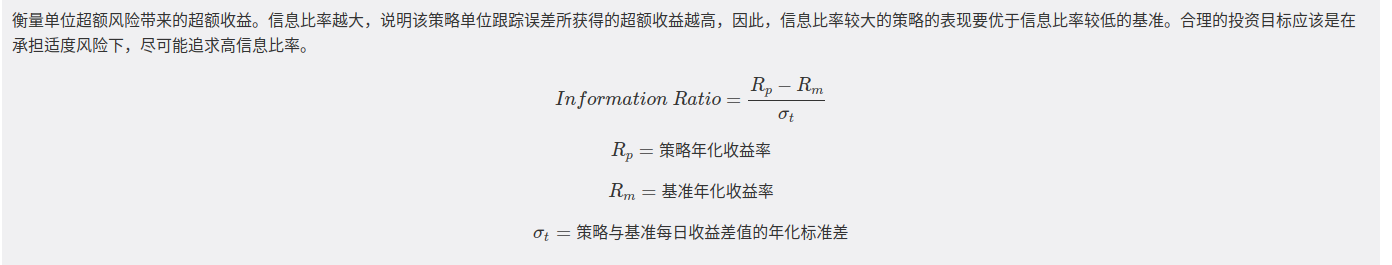 衡量单位超额风险带来的超额收益。信息比率越大，说明该策略单位跟踪误差所获得的超额收益越高，因此，信息比率较大的策略的表现要优于信息比率较低的基准。合理的投资目标应该是在
承担适度风险下，尽可能追求高信息比率。
Information Ratio = \frac{R_p − R_m}{σ_t}
R_p = 策略年化收益率
R_m = 基准年化收益率
σ_t = 策略与基准每日收益差值的年化标准差